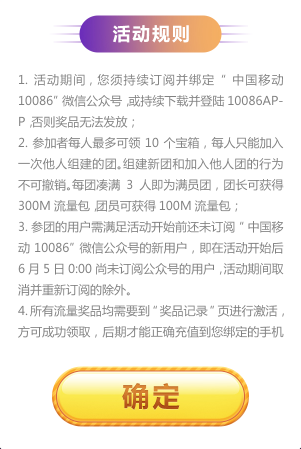 活动规则
1. 活动期间，您须持续订阅并绑定“中国移动
10086”微信公众号,或持续下载并登陆10086AP-
P,否则奖品无法发放；
2. 参加者每人最多可领 10 个宝箱，每人只能加入
一次他人组建的团。组建新团和加入他人团的行为
不可撤销。每团凑满 3 人即为满员团，团长可获得
300M 流量包,团员可获得 100M 流量包；
3. 参团的用户需满足活动开始前还未订阅“中国移
动 10086”微信公众号的新用户，即在活动开始后
6 月 5 日 0:00 尚未订阅公众号的用户,活动期间取
消并重新订阅的除外。
4.所有流量奖品均需要到“奖品记录”页进行激活，
方可成功领取，后期才能正确充值到您绑定的手机
确定